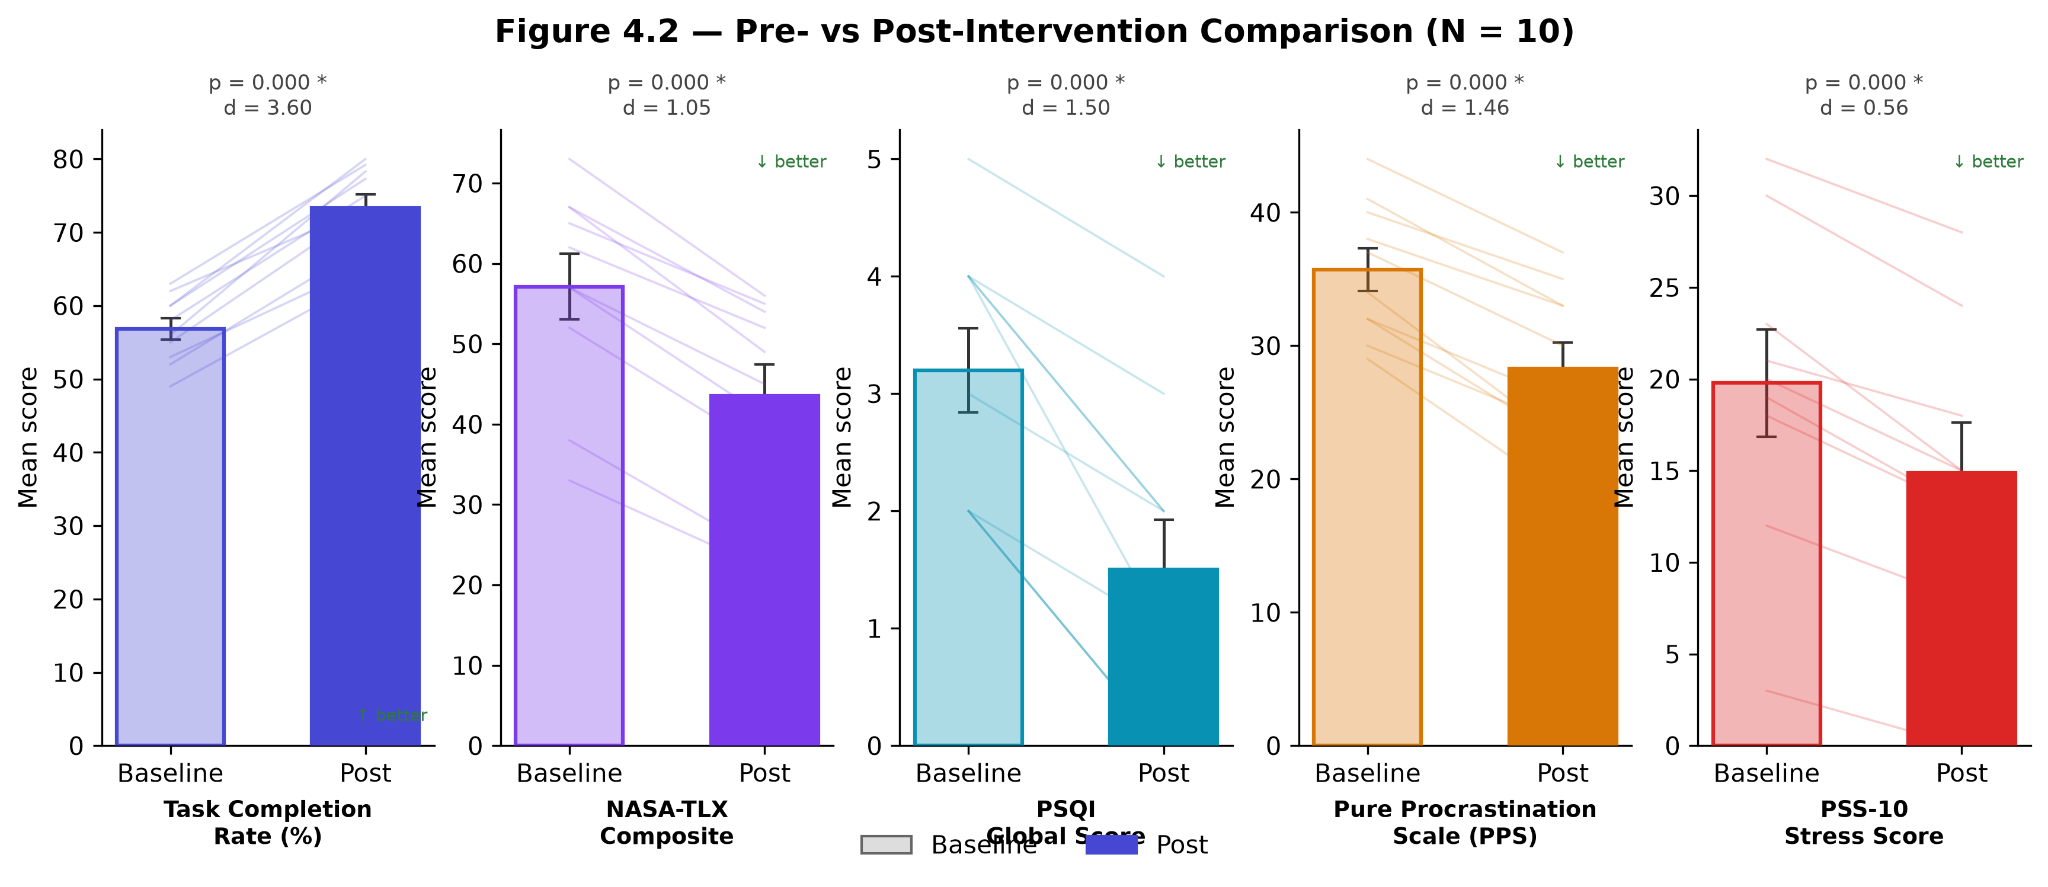 Figure 4.2 — Pre- vs Post-Intervention Comparison (N = 10)
p = 0.000 *
d = 3.60
p = 0.000 *
d = 1.05
p = 0.000 *
d = 1.50
p = 0.000 *
d = 1.46
p = 0.000 *
d = 0.56
Mean score
80
70
60
50
40
30
20
10
0
↑ better
Baseline
Post
Task Completion
Rate (%)
Mean score
70
60
50
40
30
20
10
0
↓ better
Baseline
Post
NASA-TLX
Composite
Mean score
5
4
3
2
1
0
↓ better
Baseline
Post
PSQI
Global Score
Mean score
40
30
20
10
0
↓ better
Baseline
Post
Pure Procrastination
Scale (PPS)
Mean score
30
25
20
15
10
5
0
↓ better
Baseline
Post
PSS-10
Stress Score
Baseline
Post